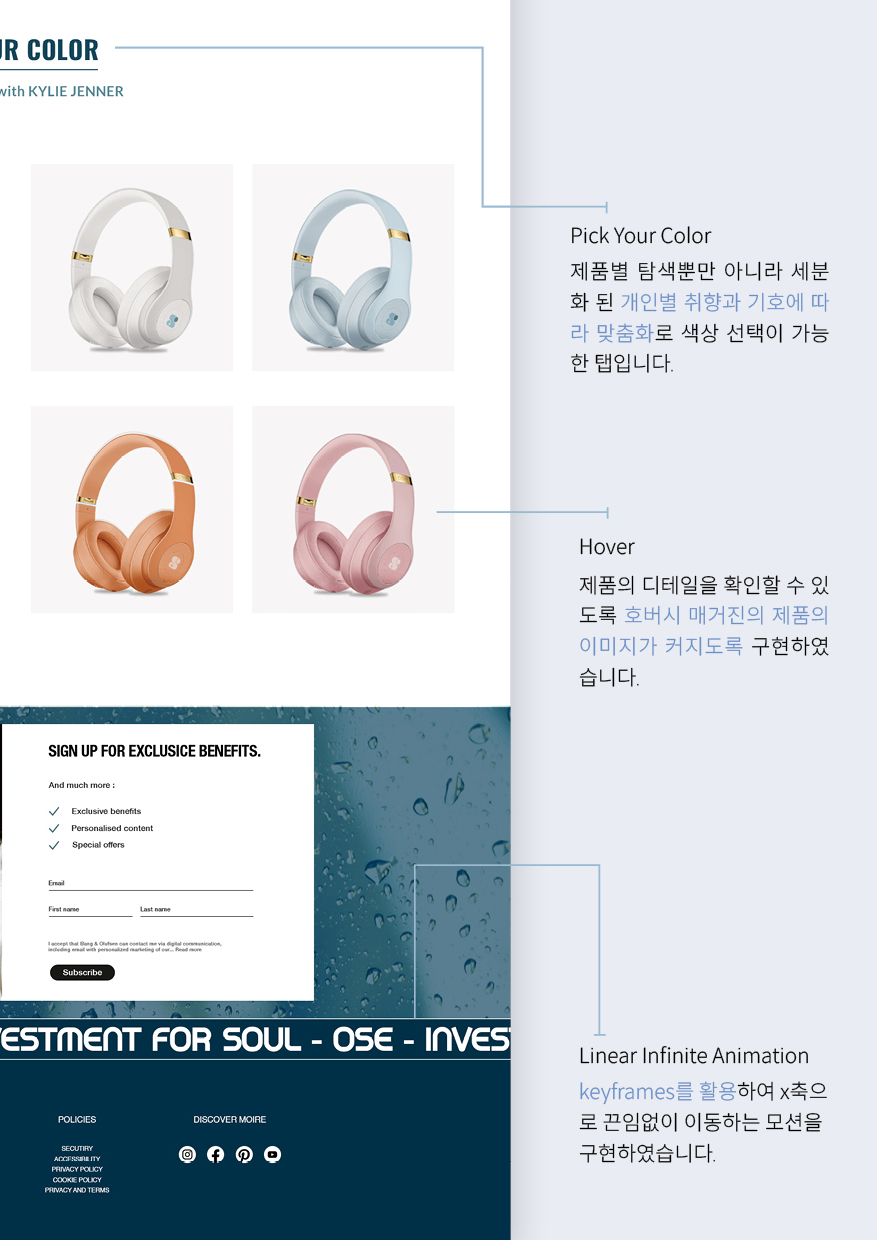 UR COLOR
with KYLIE JENNER
Pick Your Color
제품별 탐색뿐만 아니라 세분
화 된 개인별 취향과 기호에 따
라 맞춤화로 색상 선택이 가능
한 탭입니다.
Hover
제품의 디테일을 확인할 수 있
도록 호버시 매거진의 제품의
이미지가 커지도록 구현하였
습니다.
SIGN UP FOR EXCLUSICE BENEFITS.
And much more :
Exclusive benefits
Personalised content
Special offers
Email
First name Last name
I accept that Bang & Olufsen can contact me via digital communication,
including email with personalized marketing of our... Read more
Subscribe
VESTMENT FOR SOUL - OSE - INVEST
Linear Infinite Animation
keyframes를 활용하여 x축으
로 끈임없이 이동하는 모션을
구현하였습니다.
POLICIES
SECUTIRY
ACCESSIBILITY
PRIVACY POLICY
COOKIE POLICY
PRIVACY AND TERMS
DISCOVER MOIRE